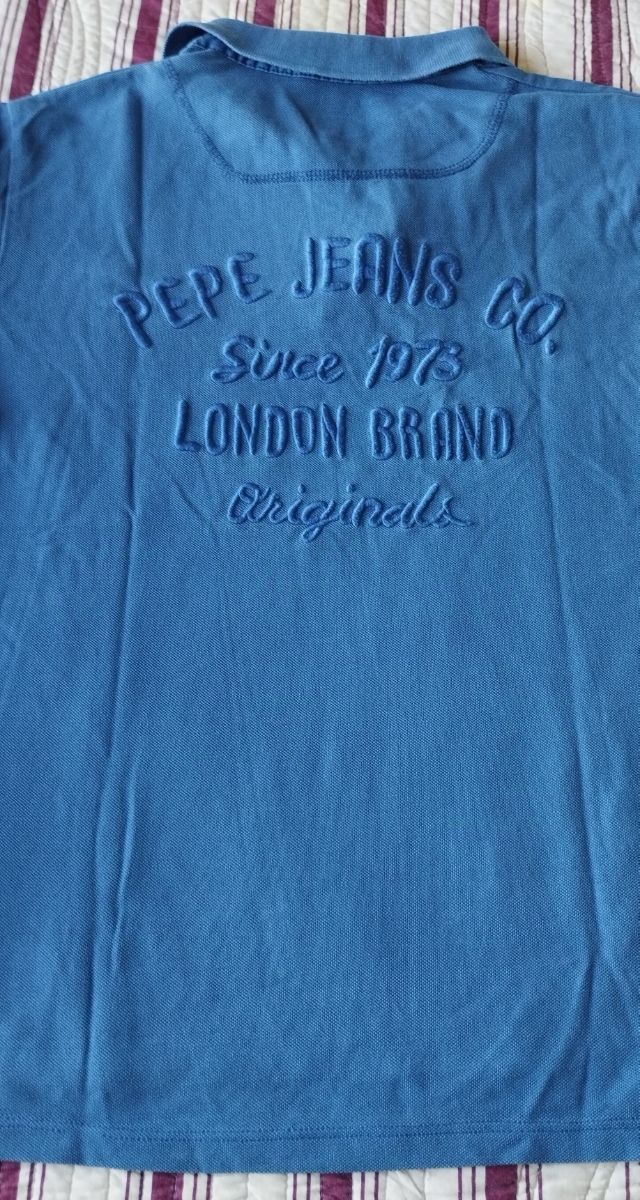 PEPE JEANS CO.
Since 1973
LONDON BRAND
Originals